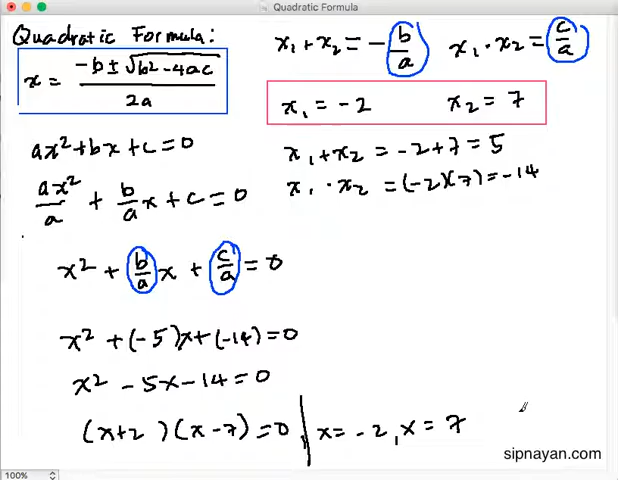 Quadratic Formula
Quadratic Formula:
x = (-b ± √(b² - 4ac)) / 2a
x₁ + x₂ = - b/a
x₁ · x₂ = c/a
x₁ = -2 x₂ = 7
x₁ + x₂ = -2 + 7 = 5
x₁ · x₂ = (-2)(7) = -14
ax² + bx + c = 0
ax²/a + b/a x + c = 0
x² + b/a x + c/a = 0
x² + (-5)x + (-14) = 0
x² - 5x - 14 = 0
(x+2)(x-7) = 0, x = -2, x = 7
sipnayan.com
100%